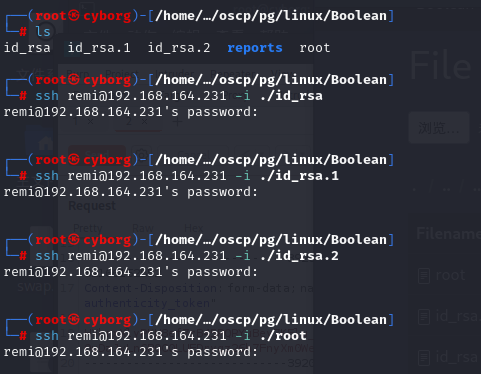 ┌──(root㉿cyborg)-[/home/…/oscp/pg/linux/Boolean]
└─# ls
id_rsa id_rsa.1 id_rsa.2 reports root
┌──(root㉿cyborg)-[/home/…/oscp/pg/linux/Boolean]
└─# ssh remi@192.168.164.231 -i ./id_rsa
remi@192.168.164.231's password:
┌──(root㉿cyborg)-[/home/…/oscp/pg/linux/Boolean]
└─# ssh remi@192.168.164.231 -i ./id_rsa.1
remi@192.168.164.231's password:
┌──(root㉿cyborg)-[/home/…/oscp/pg/linux/Boolean]
└─# ssh remi@192.168.164.231 -i ./id_rsa.2
remi@192.168.164.231's password:
┌──(root㉿cyborg)-[/home/…/oscp/pg/linux/Boolean]
└─# ssh remi@192.168.164.231 -i ./root
remi@192.168.164.231's password:
File
浏览…
Request
Filename
root
id_rsa.
id_rsa.
swap
Content-Disposition: form-data; na
authenticity_token"